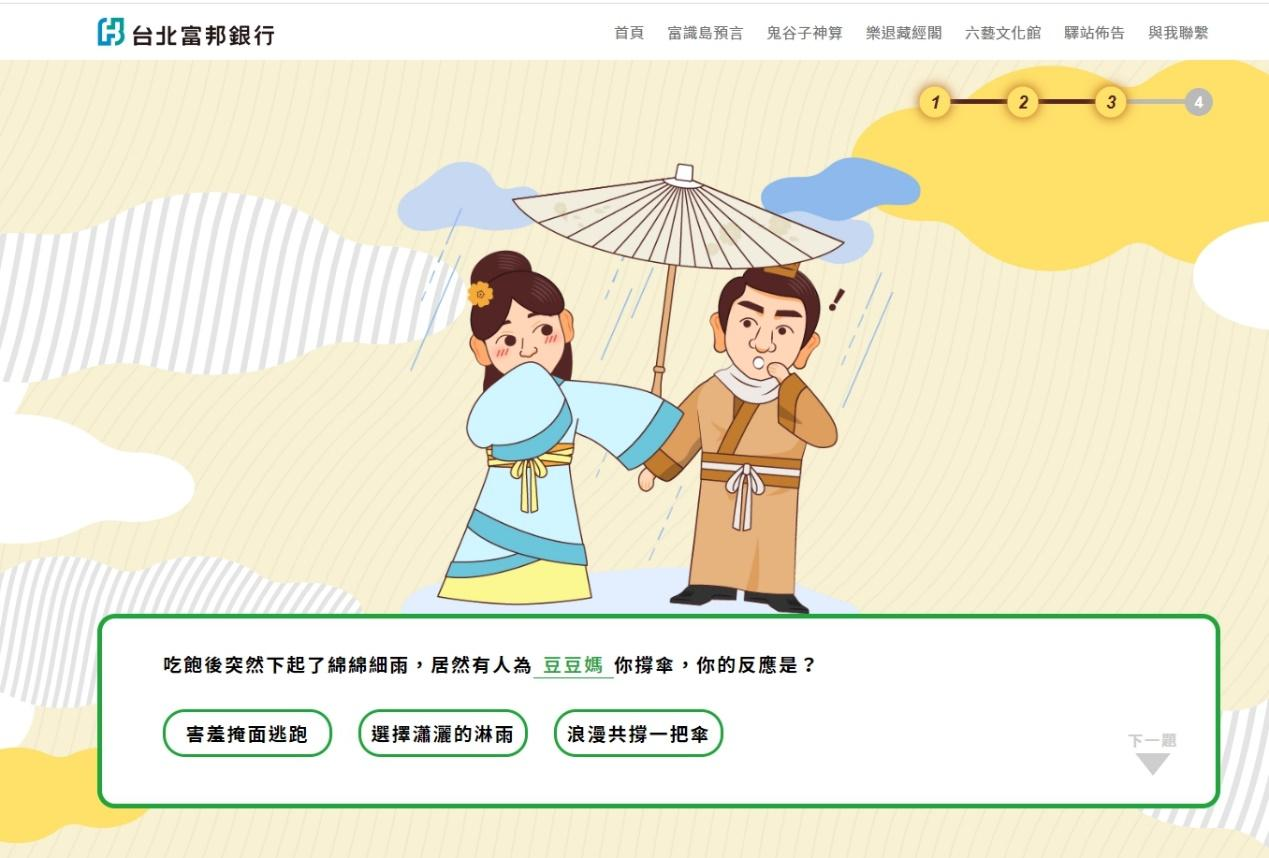 台北富邦銀行
首頁 富識島預言 鬼谷子神算 樂退藏經閣 六藝文化館 驛站佈告 與我聯繫
1 2 3 4
吃飽後突然下起了綿綿細雨，居然有人為 豆豆媽 你撐傘，你的反應是？
害羞掩面逃跑 選擇瀟灑的淋雨 浪漫共撐一把傘
下一題